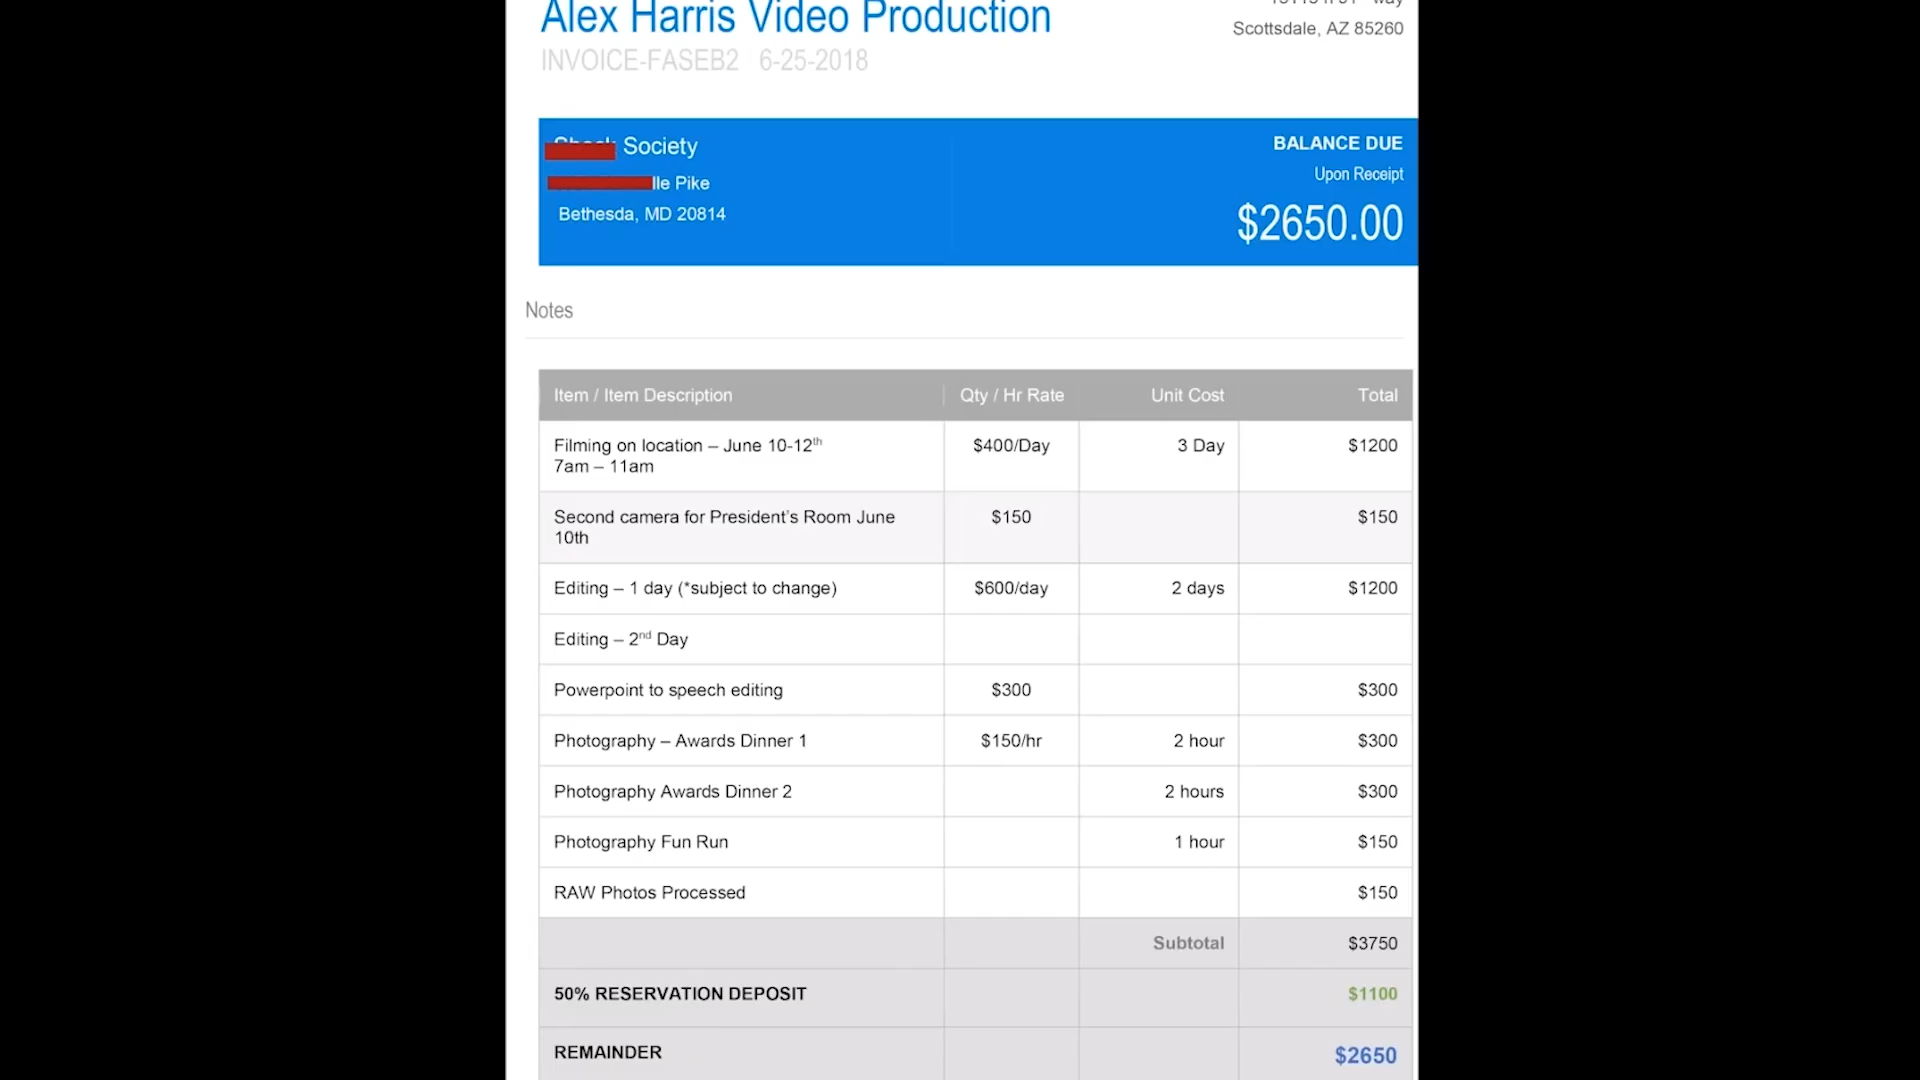 Alex Harris Video Production
Scottsdale, AZ 85260
INVOICE-FASEB2 6-25-2018
Society
lle Pike
Bethesda, MD 20814
BALANCE DUE
Upon Receipt
$2650.00
Notes
Item / Item Description Qty / Hr Rate Unit Cost Total
Filming on location – June 10-12th $400/Day 3 Day $1200
7am – 11am
Second camera for President's Room June $150 $150
10th
Editing – 1 day (*subject to change) $600/day 2 days $1200
Editing – 2nd Day
Powerpoint to speech editing $300 $300
Photography – Awards Dinner 1 $150/hr 2 hour $300
Photography Awards Dinner 2 2 hours $300
Photography Fun Run 1 hour $150
RAW Photos Processed $150
Subtotal $3750
50% RESERVATION DEPOSIT $1100
REMAINDER $2650